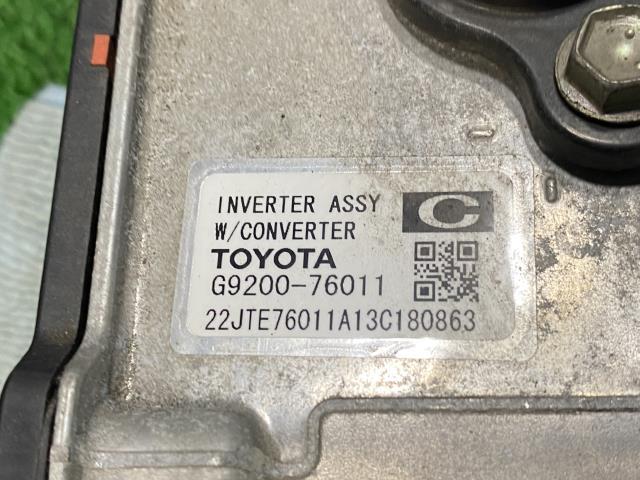 INVERTER ASSY C
W/CONVERTER
TOYOTA
G9200-76011
22JTE76011A13C180863